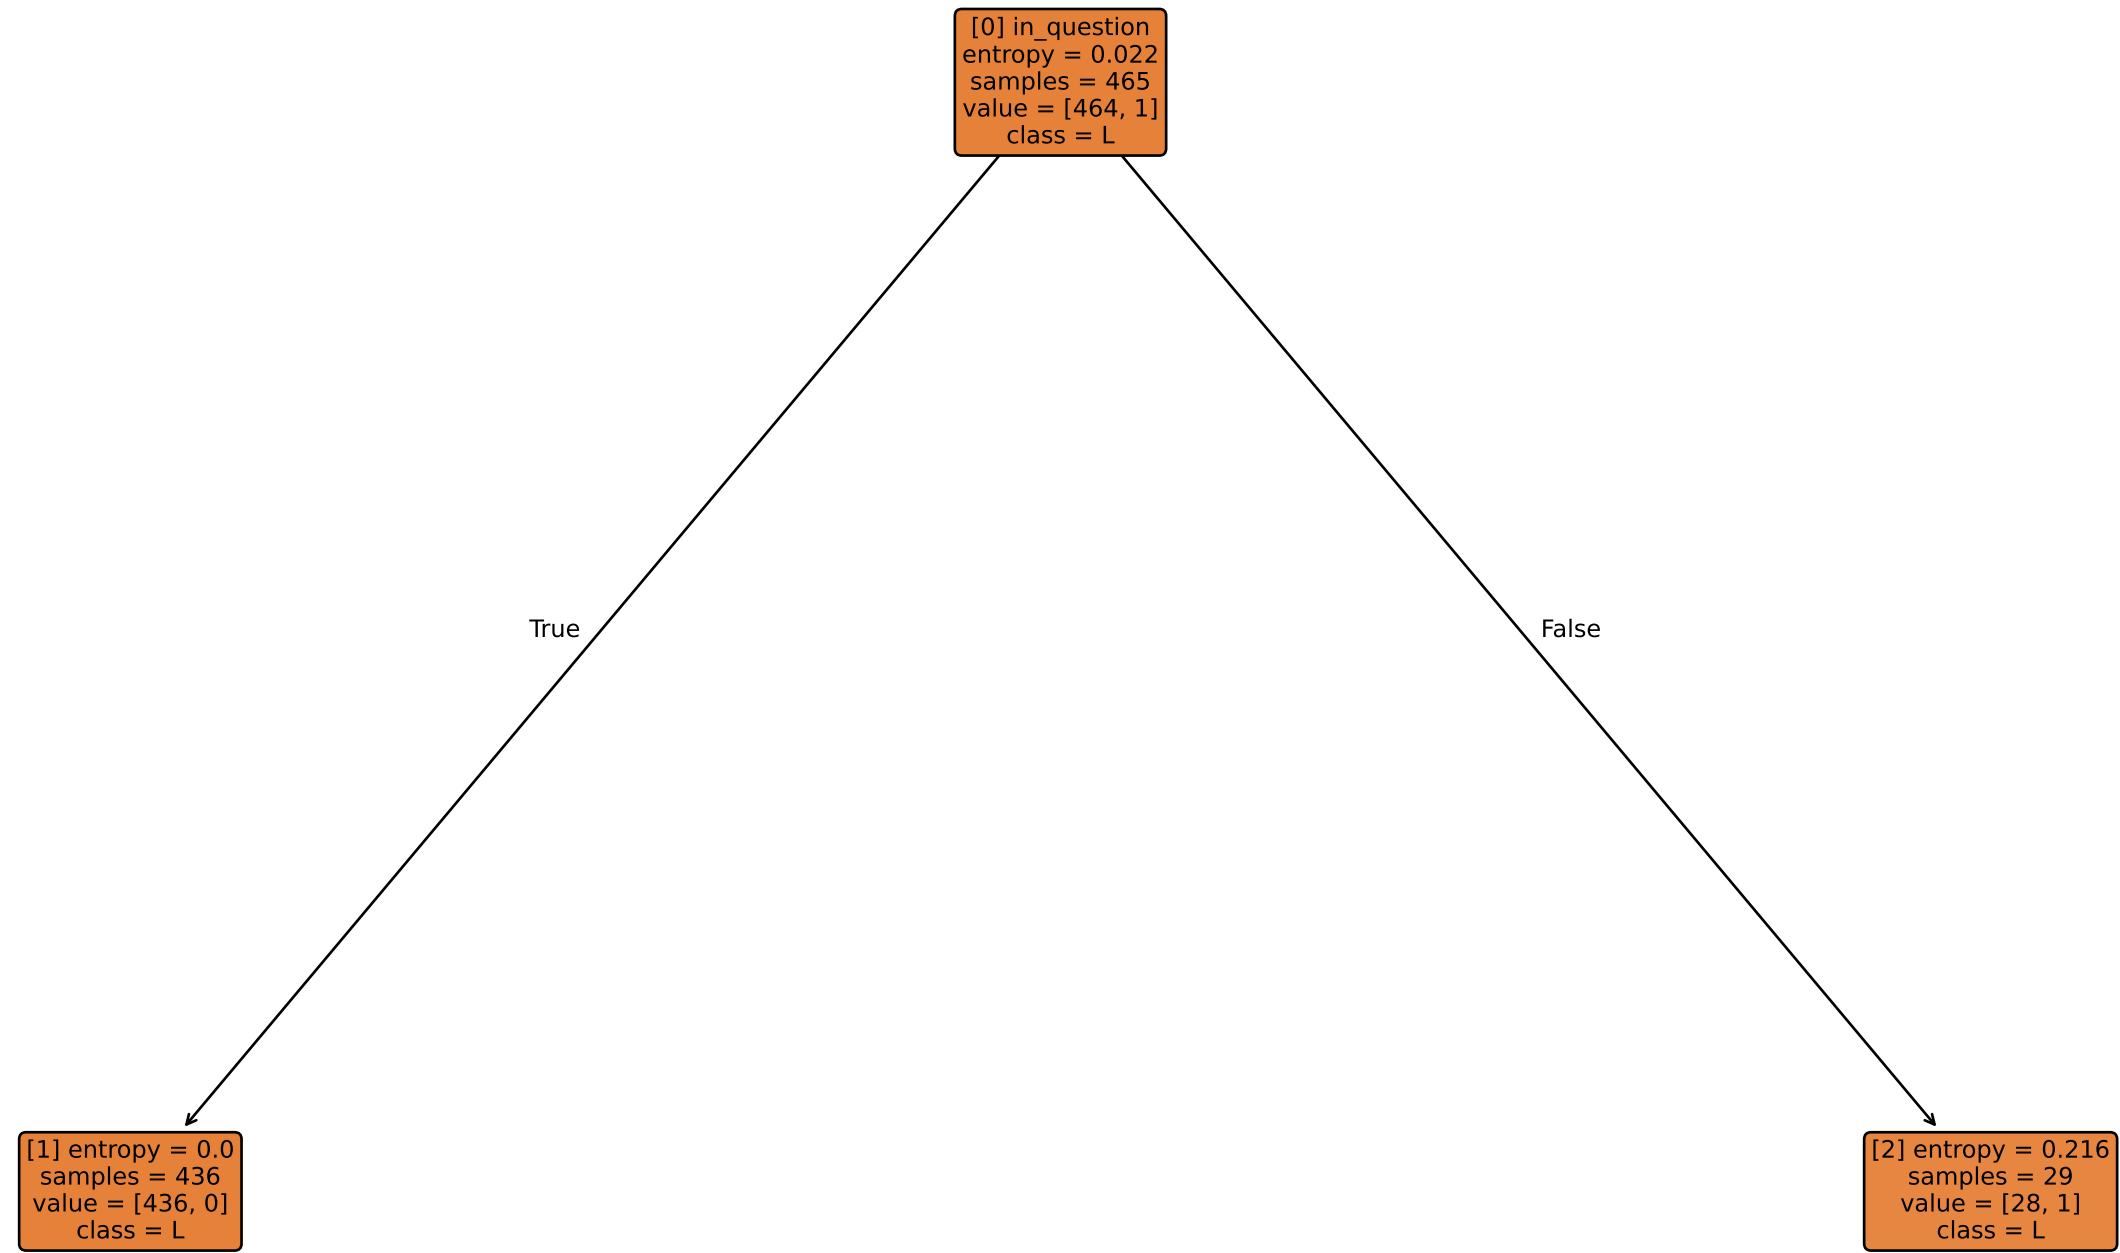 [0] in_question
entropy = 0.022
samples = 465
value = [464, 1]
class = L
True
False
[1] entropy = 0.0
samples = 436
value = [436, 0]
class = L
[2] entropy = 0.216
samples = 29
value = [28, 1]
class = L